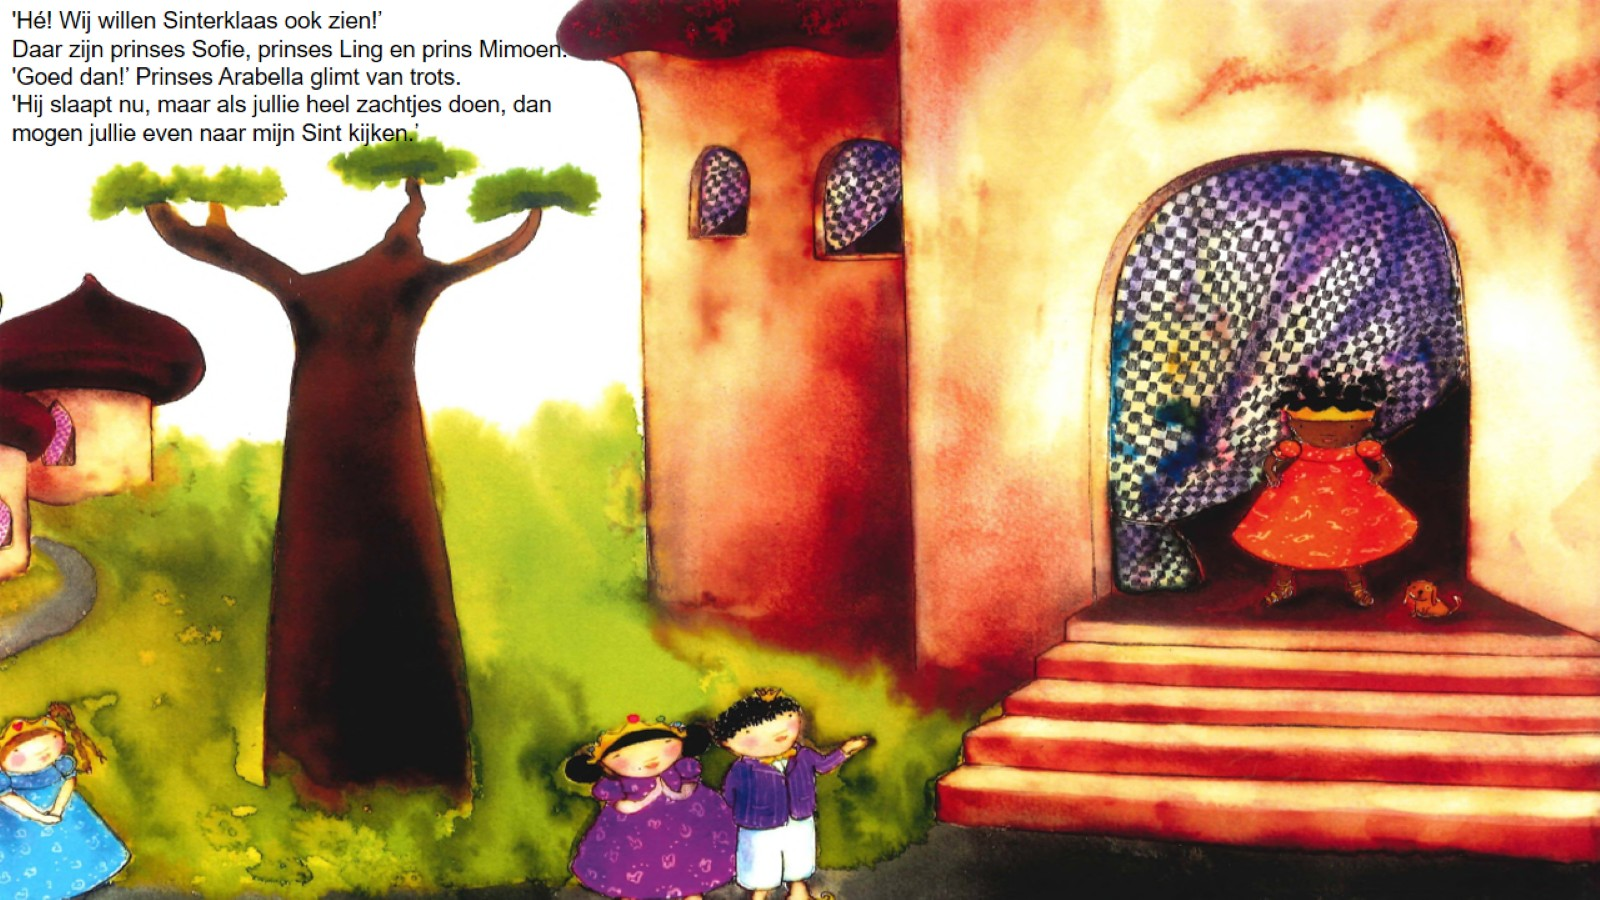 'Hé! Wij willen Sinterklaas ook zien!’
Daar zijn prinses Sofie, prinses Ling en prins Mimoen.
'Goed dan!’ Prinses Arabella glimt van trots.
'Hij slaapt nu, maar als jullie heel zachtjes doen, dan
mogen jullie even naar mijn Sint kijken.’